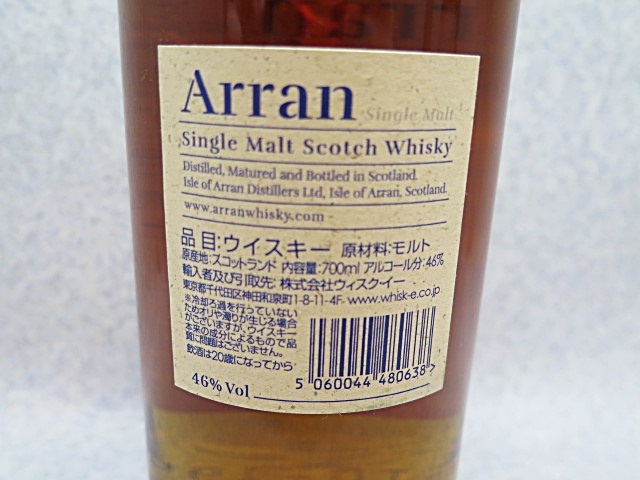 Arran Single Malt
Single Malt Scotch Whisky
Distilled, Matured and Bottled in Scotland.
Isle of Arran Distillers Ltd, Isle of Arran, Scotland.
www.arranwhisky.com
品目:ウイスキー 原材料:モルト
原産地:スコットランド 内容量:700ml アルコール分:46%
輸入者及び引取先: 株式会社ウィスクイー
東京都千代田区神田和泉町1-8-11-4F www.whisk-e.co.jp
※冷却ろ過を行っていない
ためオリや濁りが生じる場合
がございますが、ウイスキー
本来の成分によるもので品
質に問題はございません。
飲酒は20歳になってから
5 060044 480638>
46% Vol